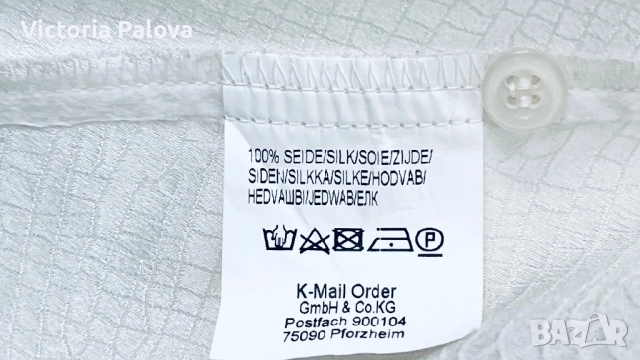 Victoria Palova
100% SEIDE/SILK/SOIE/ZIJDE/
SIDEN/SILKKA/SILKE/HODVAB/
HEDVAШBI/JEDWAB/ЕЛК
P
K-Mail Order
GmbH & Co.KG
Postfach 900104
75090 Pforzheim
BAZAR